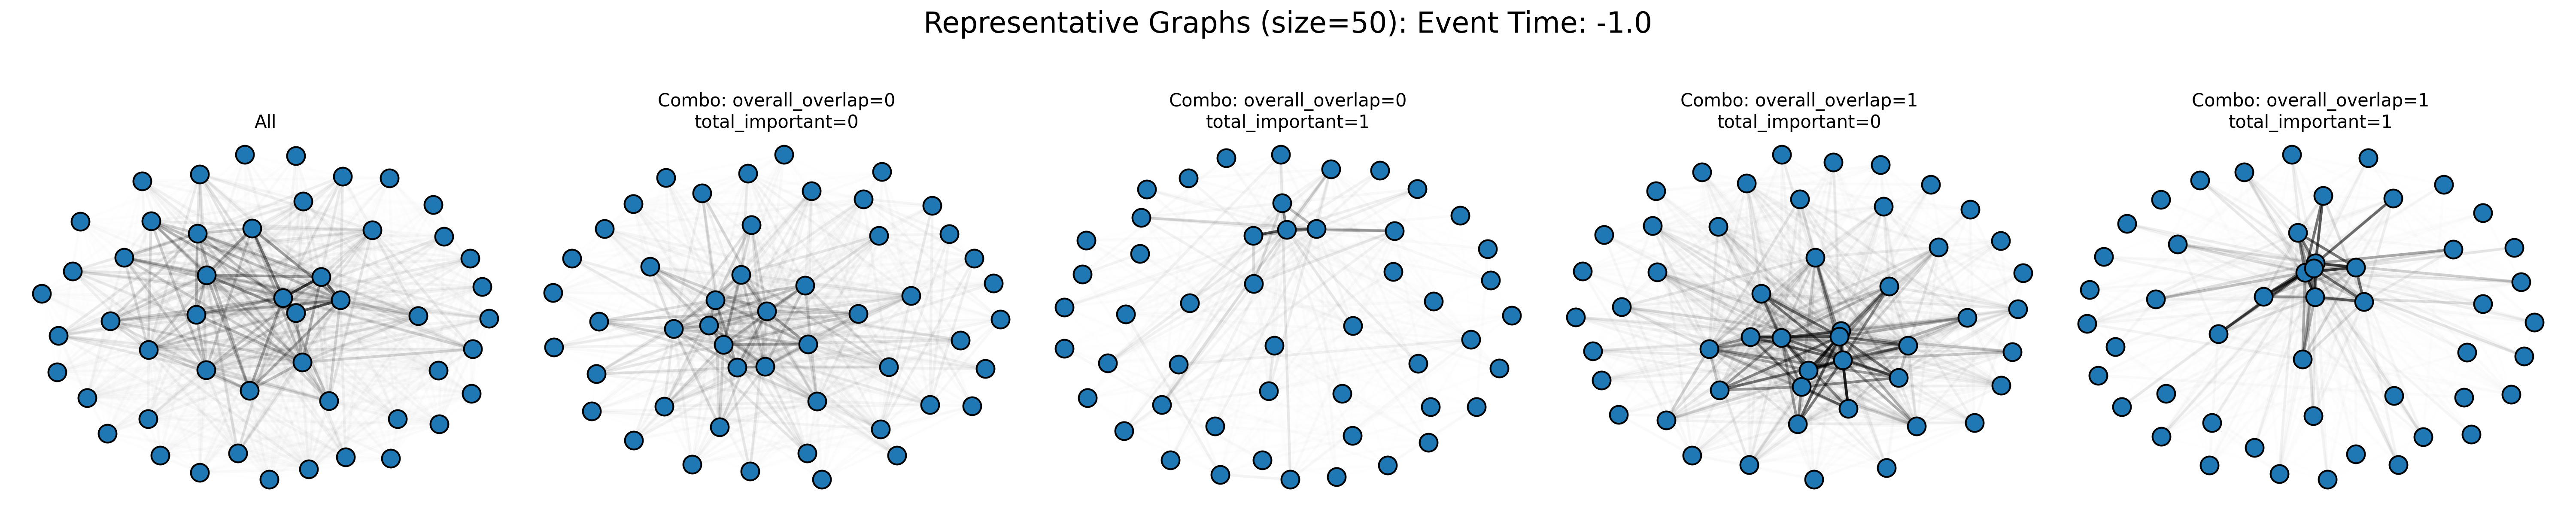 Representative Graphs (size=50): Event Time: -1.0
All
Combo: overall_overlap=0
total_important=0
Combo: overall_overlap=0
total_important=1
Combo: overall_overlap=1
total_important=0
Combo: overall_overlap=1
total_important=1